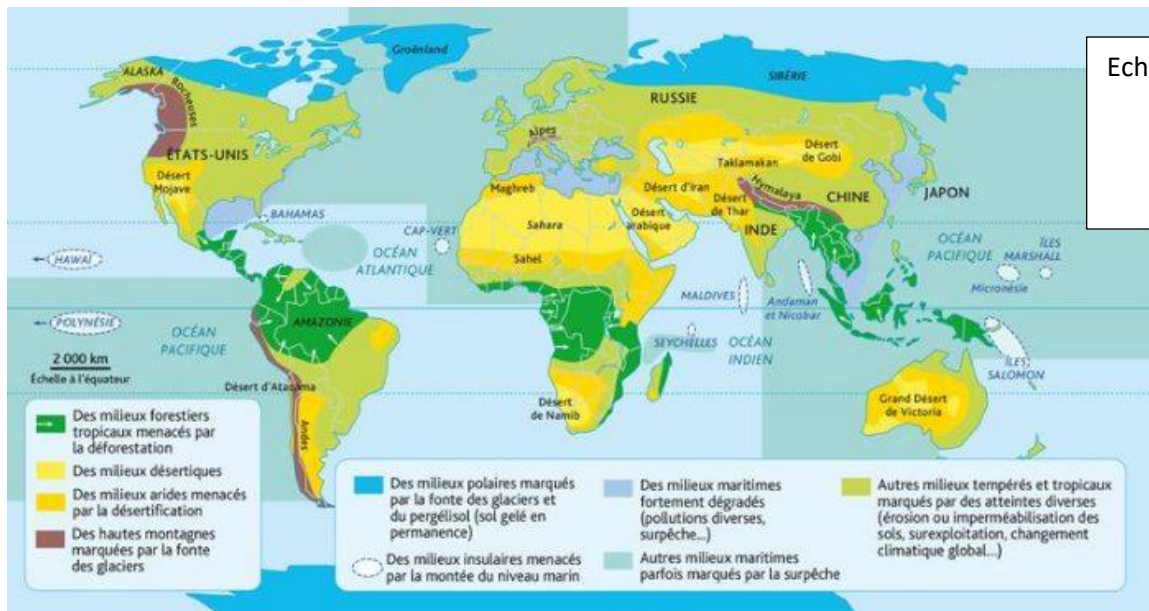 Groënland
ALASKA
SIBÉRIE
Ech
Rocheuses
RUSSIE
Alpes
ÉTATS-UNIS
Taklamakan
Désert
de Gobi
Désert
Mojave
Maghreb
Désert d'Iran
Hymalaya
CHINE
JAPON
BAHAMAS
CAP-VERT
Sahara
Désert
arabique
Désert
de Thar
INDE
OCÉAN
ATLANTIQUE
Sahel
OCÉAN
PACIFIQUE
ÎLES
MARSHALL
HAWAÏ
MALDIVES
Andaman
et Nicobar
Micronésie
POLYNÉSIE
OCÉAN
PACIFIQUE
AMAZONIE
SEYCHELLES
OCÉAN
INDIEN
ÎLES
SALOMON
2 000 km
Échelle à l'équateur
Désert d'Atacama
Andes
Désert
de Namib
Grand Désert
de Victoria
Des milieux forestiers
tropicaux menacés par
la déforestation
Des milieux désertiques
Des milieux arides menacés
par la désertification
Des hautes montagnes
marquées par la fonte
des glaciers
Des milieux polaires marqués
par la fonte des glaciers et
du pergélisol (sol gelé en
permanence)
Des milieux insulaires menacés
par la montée du niveau marin
Des milieux maritimes
fortement dégradés
(pollutions diverses,
surpêche...)
Autres milieux maritimes
parfois marqués par la surpêche
Autres milieux tempérés et tropicaux
marqués par des atteintes diverses
(érosion ou imperméabilisation des
sols, surexploitation, changement
climatique global...)